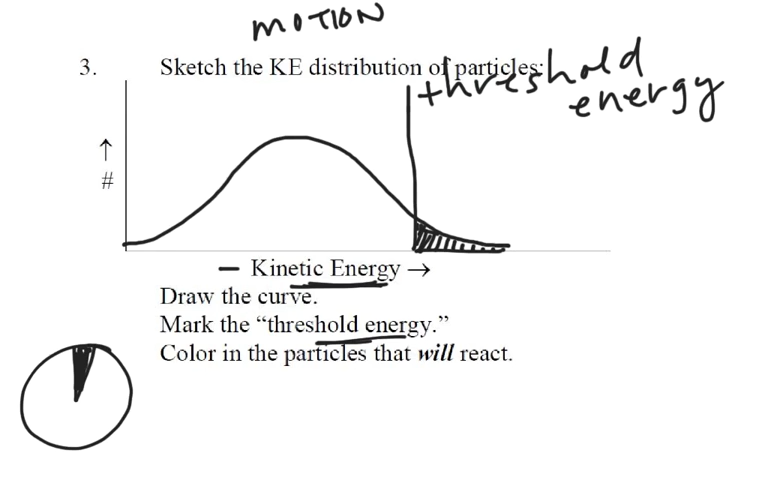 MOTION
3. Sketch the KE distribution of particles:
threshold
energy
↑
#
— Kinetic Energy →
Draw the curve.
Mark the “threshold energy.”
Color in the particles that will react.